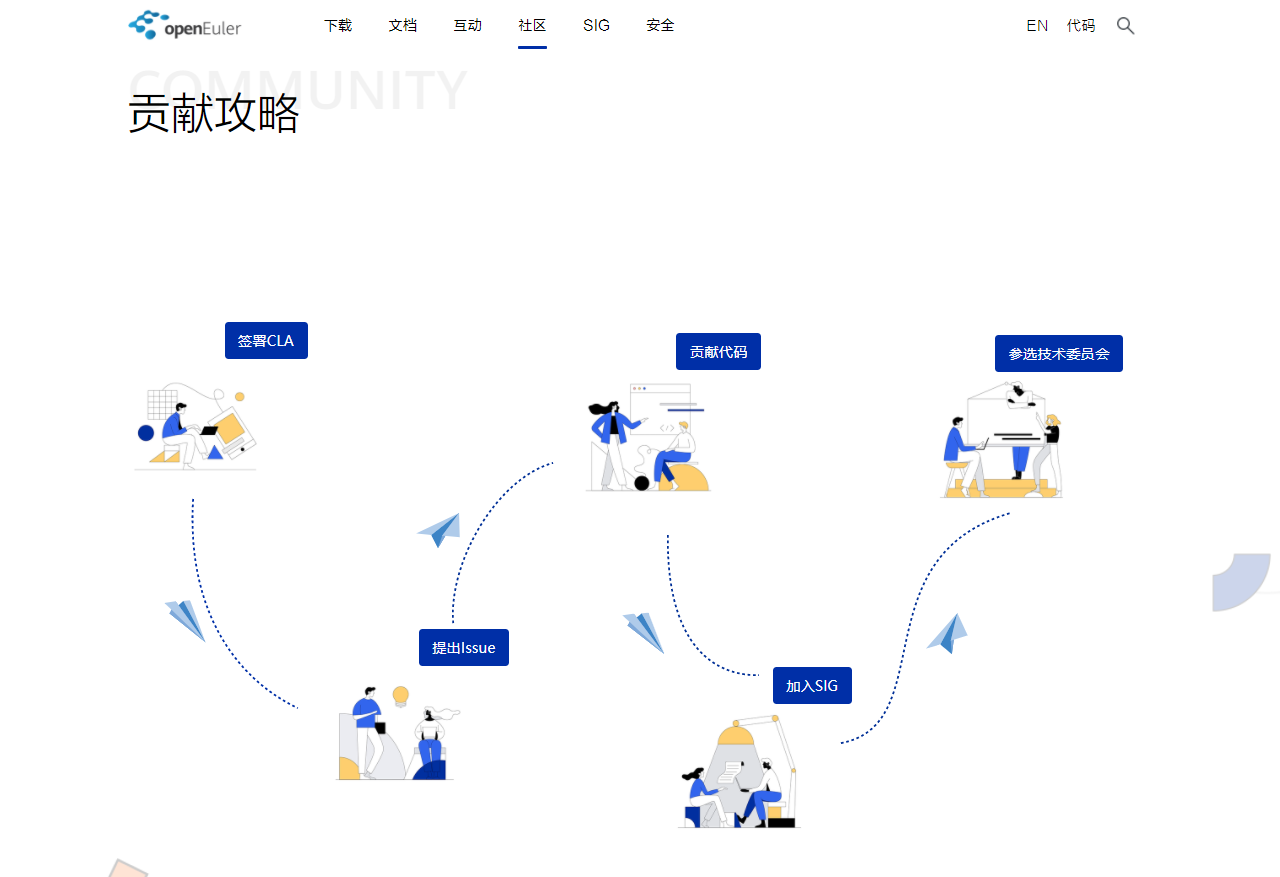 openEuler
下载 文档 互动 社区 SIG 安全 EN 代码
COMMUNITY
贡献攻略
签署CLA
贡献代码
参选技术委员会
提出Issue
加入SIG